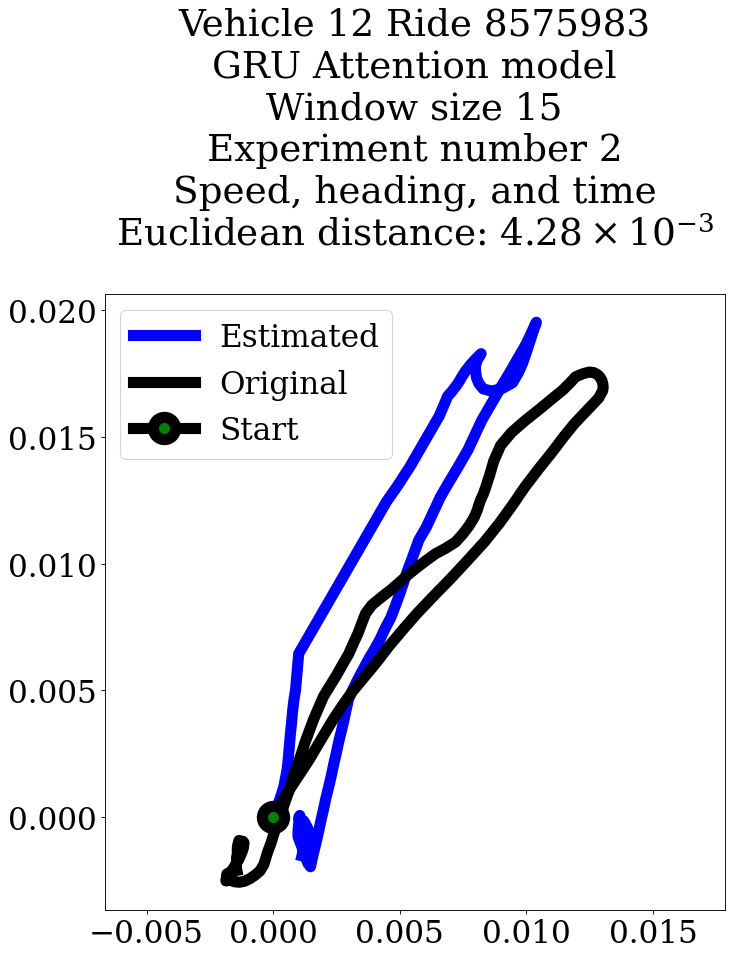 Vehicle 12 Ride 8575983
GRU Attention model
Window size 15
Experiment number 2
Speed, heading, and time
Euclidean distance: 4.28 × 10⁻³
0.020
0.015
0.010
0.005
0.000
Estimated
Original
Start
−0.005 0.000 0.005 0.010 0.015